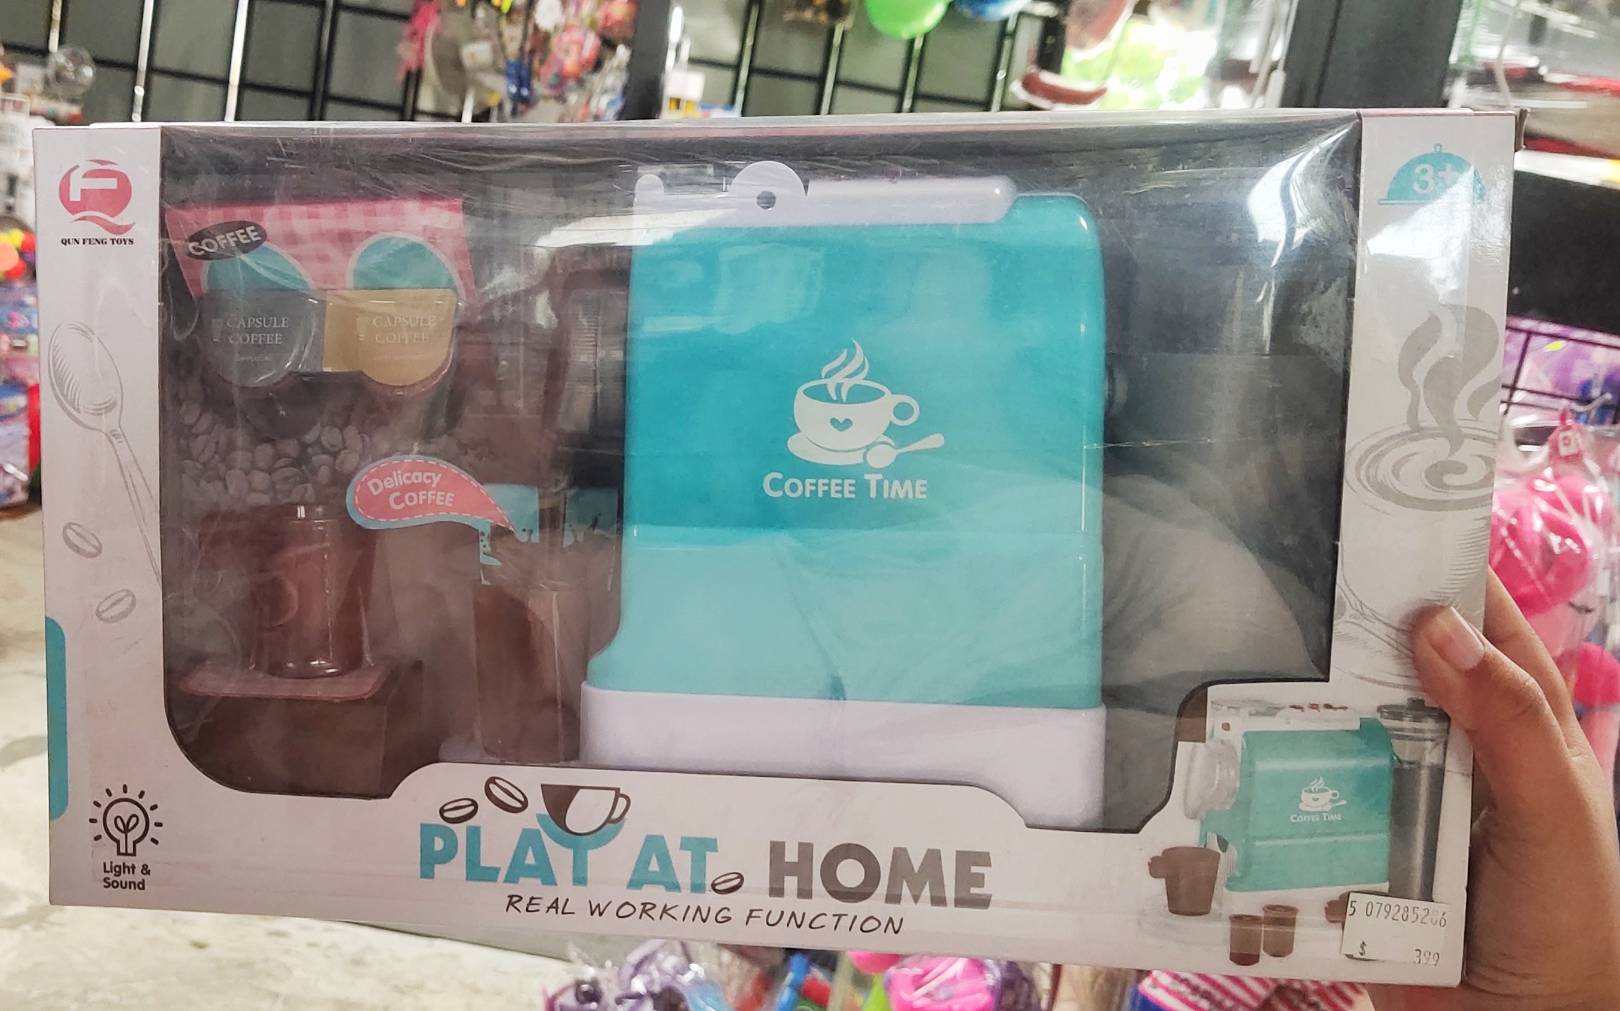 QUN FENG TOYS
3+
COFFEE
CAPSULE
COFFEE
CAPSULE
COFFEE
Delicacy
COFFEE
COFFEE TIME
COFFEE TIME
Light &
Sound
PLAY AT HOME
REAL WORKING FUNCTION
$ 399